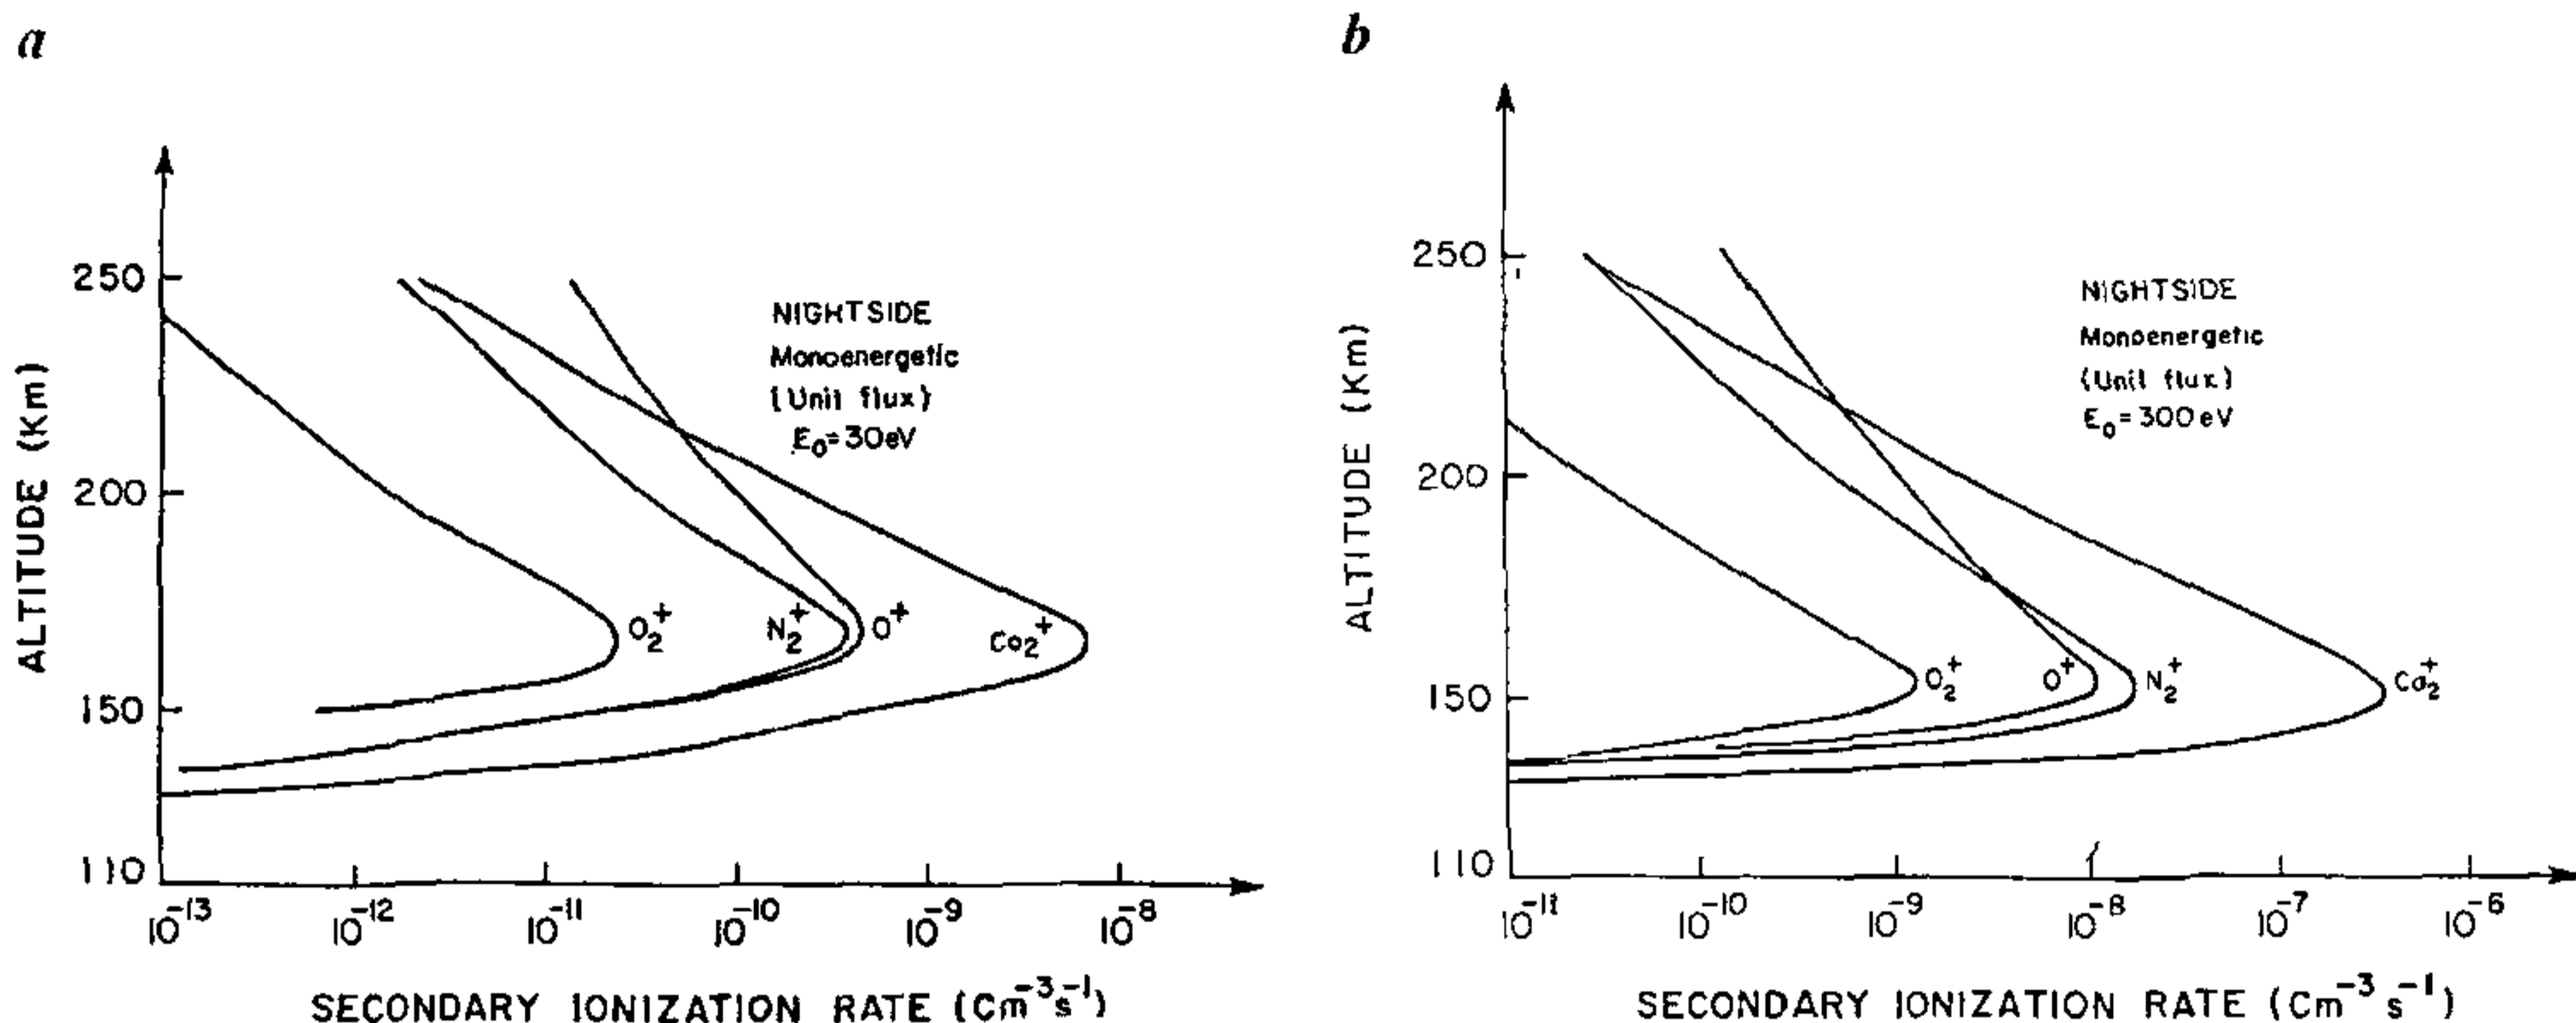 a
250
200
150
110
ALTITUDE (Km)
NIGHTSIDE
Monoenergetic
(Unit flux)
E₀=30eV
O₂⁺
N₂⁺
O⁺
Co₂⁺
10⁻¹³ 10⁻¹² 10⁻¹¹ 10⁻¹⁰ 10⁻⁹ 10⁻⁸
SECONDARY IONIZATION RATE (Cm⁻³s⁻¹)
b
250
200
150
110
ALTITUDE (Km)
NIGHTSIDE
Monoenergetic
(Unit flux)
E₀=300eV
O₂⁺
O⁺
N₂⁺
Co₂⁺
10⁻¹¹ 10⁻¹⁰ 10⁻⁹ 10⁻⁸ 10⁻⁷ 10⁻⁶
SECONDARY IONIZATION RATE (Cm⁻³ s⁻¹)